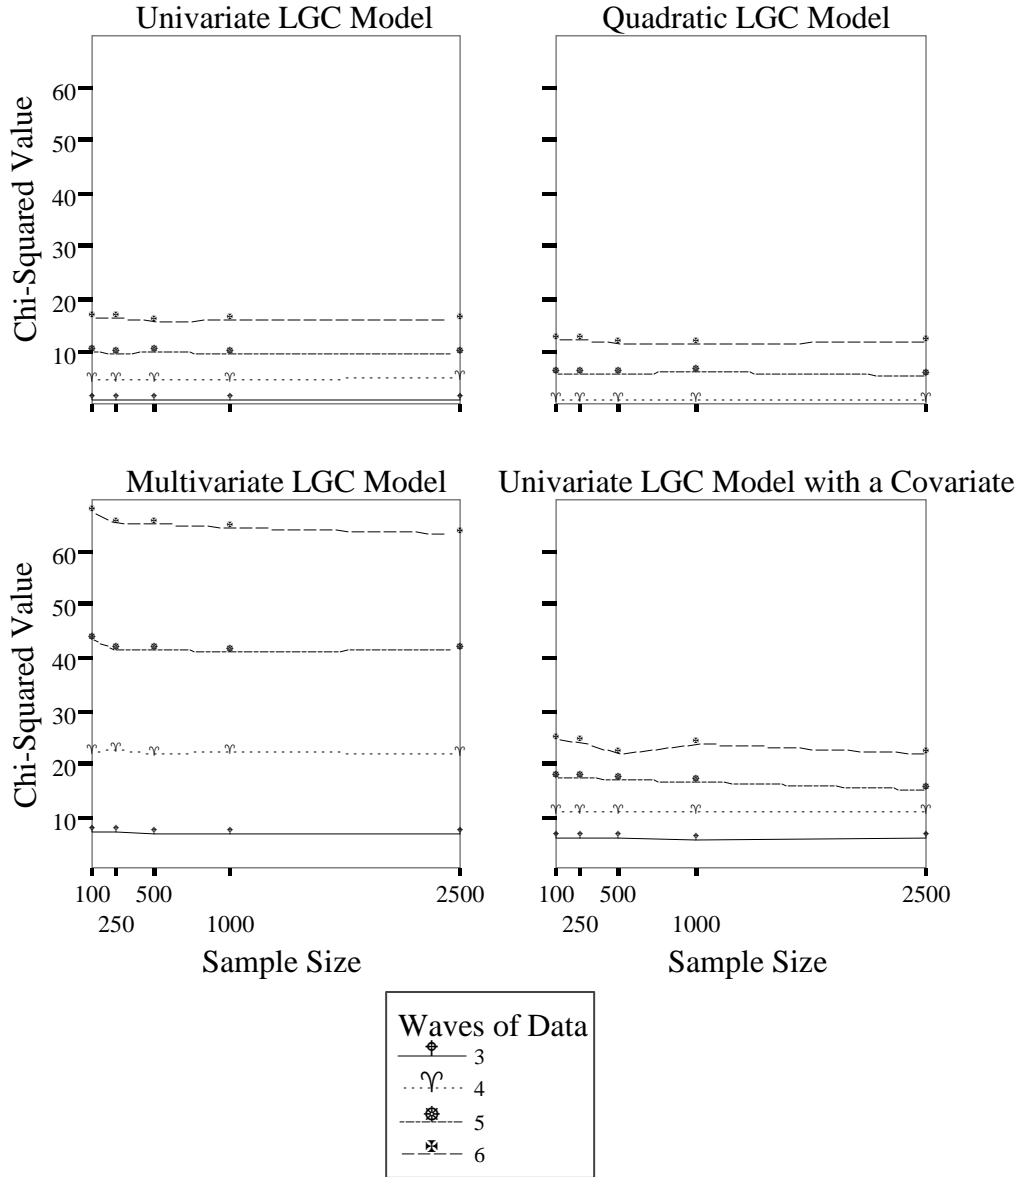 Univariate LGC Model
Quadratic LGC Model
Chi-Squared Value
60
50
40
30
20
10
Multivariate LGC Model
Univariate LGC Model with a Covariate
Chi-Squared Value
60
50
40
30
20
10
100 500 2500
250 1000
Sample Size
100 500 2500
250 1000
Sample Size
Waves of Data
3
4
5
6